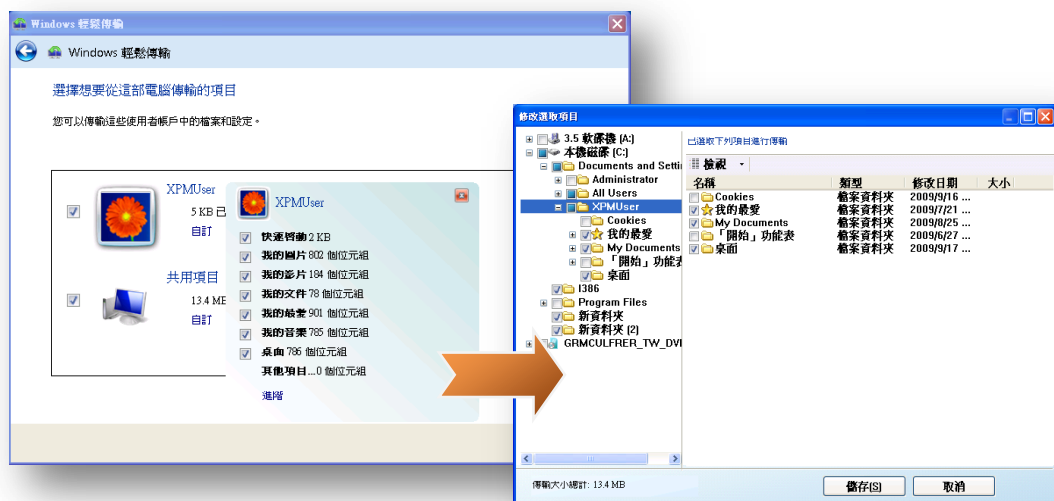 Windows 輕鬆傳輸
Windows 輕鬆傳輸
選擇想要從這部電腦傳輸的項目
您可以傳輸這些使用者帳戶中的檔案和設定。
XPMUser
5 KB 已
自訂
共用項目
13.4 ME
自訂
XPMUser
快速啓動 2 KB
我的圖片 802 個位元組
我的影片 184 個位元組
我的文件 78 個位元組
我的最愛 901 個位元組
我的音樂 785 個位元組
桌面 786 個位元組
其他項目...0 個位元組
進階
修改選取項目
3.5 軟碟機 (A:)
本機磁碟 (C:)
Documents and Setti
Administrator
All Users
XPMUser
Cookies
我的最愛
My Documents
「開始」功能表
桌面
I386
Program Files
新資料夾
新資料夾 (2)
GRMCULFRER_TW_DVI
已選取下列項目進行傳輸
檢視
名稱 類型 修改日期 大小
Cookies 檔案資料夾 2009/9/16 ...
我的最愛 檔案資料夾 2009/7/21 ...
My Documents 檔案資料夾 2009/8/25 ...
「開始」功能表 檔案資料夾 2009/6/27 ...
桌面 檔案資料夾 2009/9/17 ...
傳輸大小總計: 13.4 MB
儲存(S) 取消